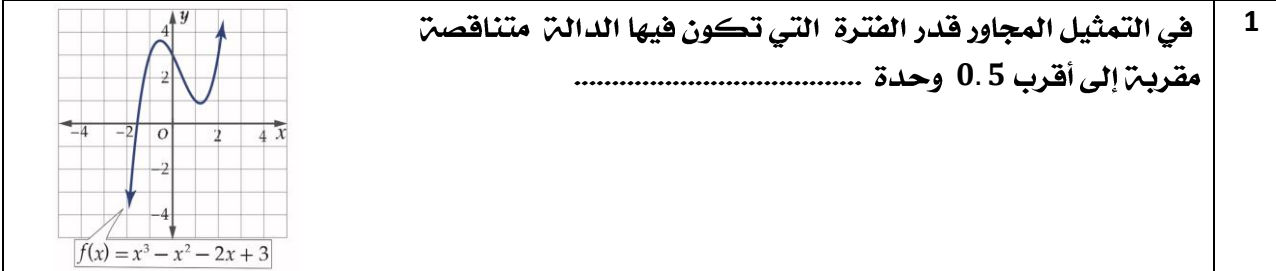 1
في التمثيل المجاور قدر الفترة التي تكون فيها الدالة متناقصة
مقربة إلى أقرب 0.5 وحدة ......................................
y
4
2
−4 −2 O 2 4 x
−2
−4
f(x) = x³ − x² − 2x + 3